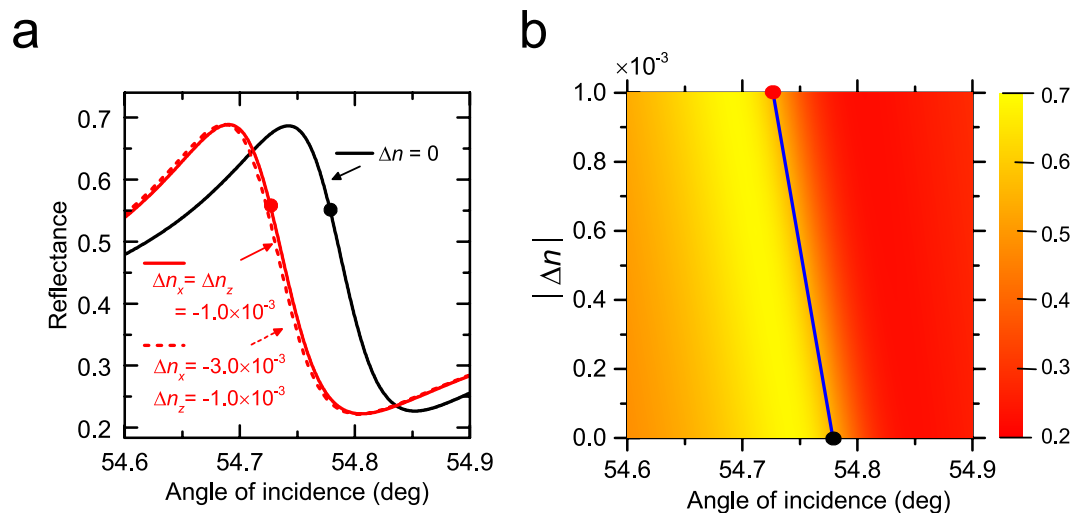 a
0.7
0.6
0.5
0.4
0.3
0.2
Reflectance
Δn = 0
Δnx = Δnz
= -1.0×10-3
Δnx = -3.0×10-3
Δnz = -1.0×10-3
54.6 54.7 54.8 54.9
Angle of incidence (deg)
b
×10-3
1.0
0.8
0.6
0.4
0.2
0.0
|Δn|
54.6 54.7 54.8 54.9
Angle of incidence (deg)
0.7
0.6
0.5
0.4
0.3
0.2